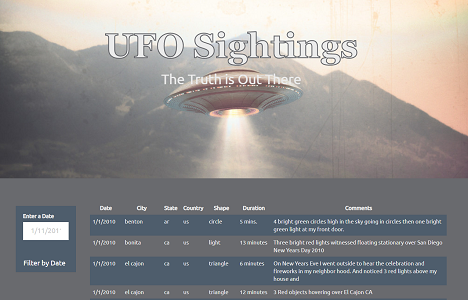 UFO Sightings
The Truth is Out There
Date City State Country Shape Duration Comments
Enter a Date
1/11/201
Filter by Date
1/1/2010 benton ar us circle 5 mins. 4 bright green circles high in the sky going in circles then one bright
green light at my front door.
1/1/2010 bonita ca us light 13 minutes Three bright red lights witnessed floating stationary over San Diego
New Years Day 2010
1/1/2010 el cajon ca us triangle 6 minutes On New Years Eve I went outside to hear the celebration and
fireworks in my neighbor hood. And noticed 3 red lights above my
house and
1/1/2010 el cajon ca us triangle 12 minutes 3 Red objects hovering over El Cajon CA